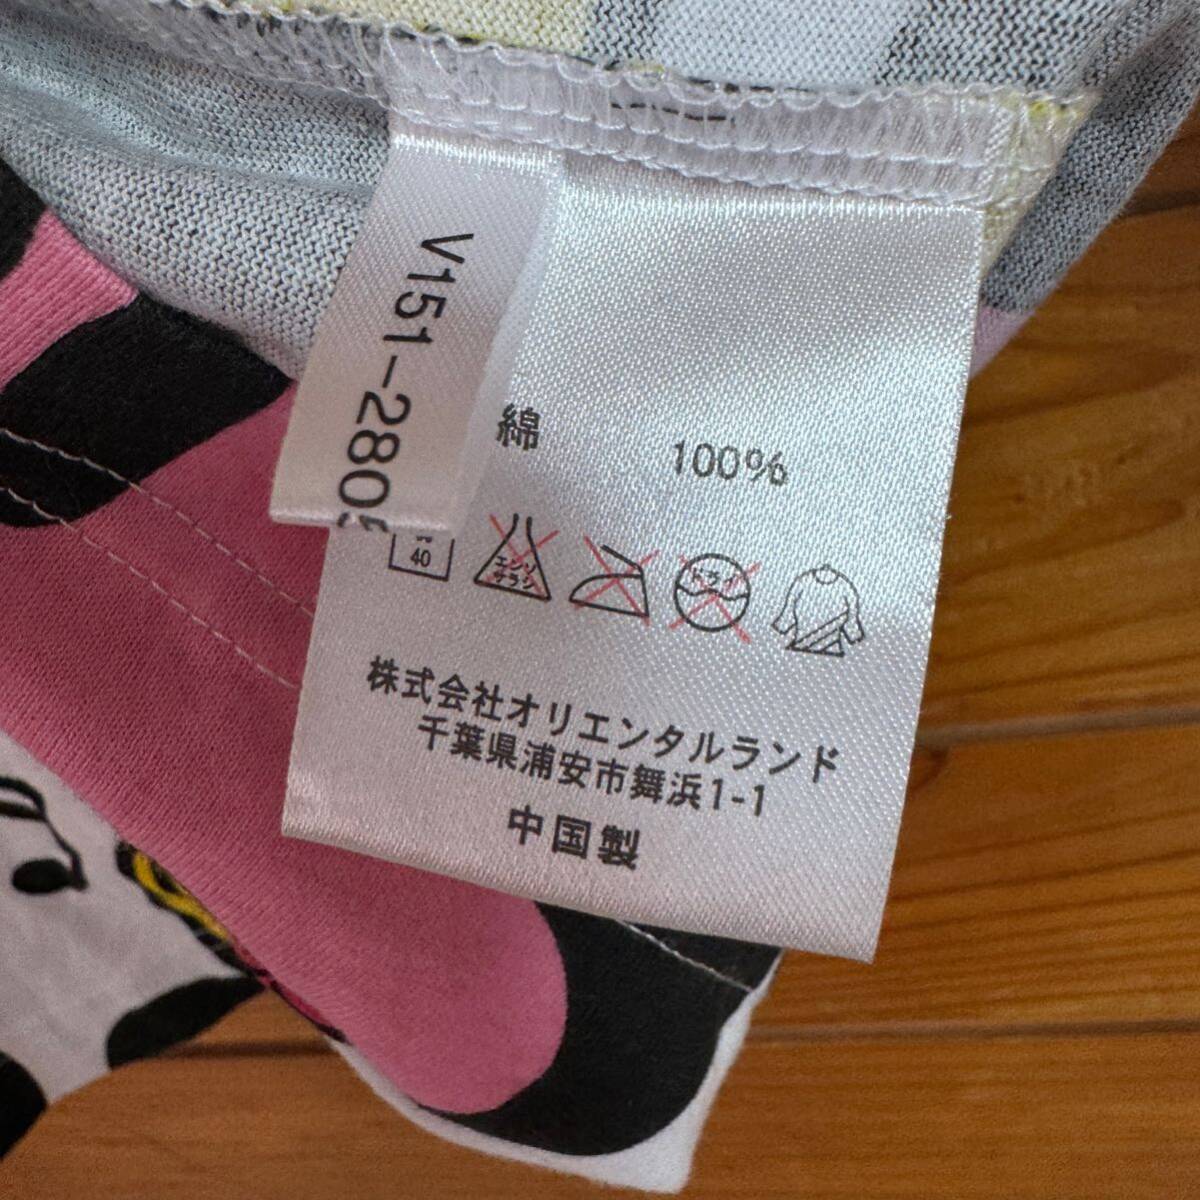 V151-2805
綿 100%
40
エンソ
サラシ
ドライ
株式会社オリエンタルランド
千葉県浦安市舞浜1-1
中国製